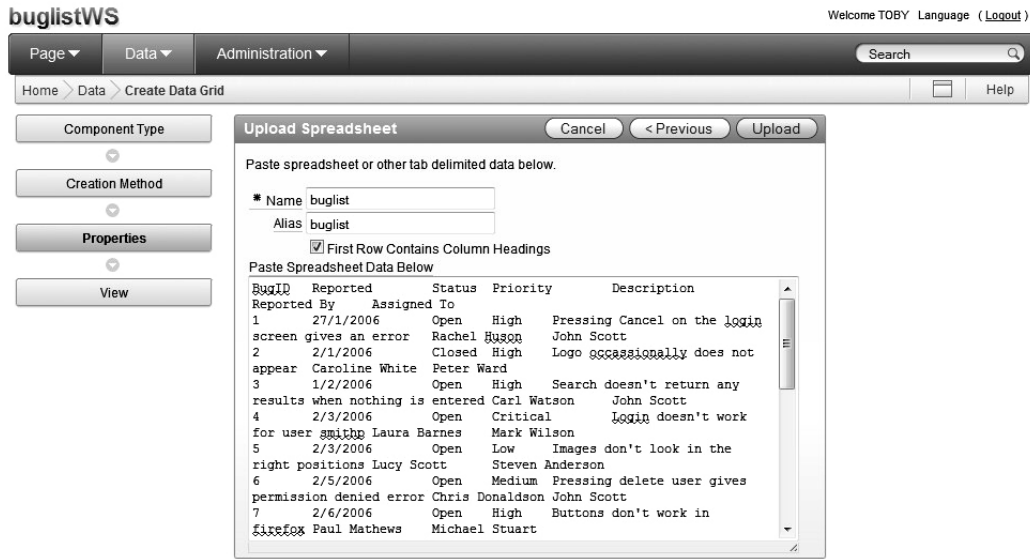 buglistWS
Welcome TOBY Language ( Logout )
Page Data Administration Search
Home Data Create Data Grid Help
Component Type
Creation Method
Properties
View
Upload Spreadsheet Cancel < Previous Upload
Paste spreadsheet or other tab delimited data below.
* Name buglist
Alias buglist
First Row Contains Column Headings
Paste Spreadsheet Data Below
BugID Reported Status Priority Description
Reported By Assigned To
1 27/1/2006 Open High Pressing Cancel on the login
screen gives an error Rachel Huson John Scott
2 2/1/2006 Closed High Logo occassionally does not
appear Caroline White Peter Ward
3 1/2/2006 Open High Search doesn't return any
results when nothing is entered Carl Watson John Scott
4 2/3/2006 Open Critical Login doesn't work
for user smithp Laura Barnes Mark Wilson
5 2/3/2006 Open Low Images don't look in the
right positions Lucy Scott Steven Anderson
6 2/5/2006 Open Medium Pressing delete user gives
permission denied error Chris Donaldson John Scott
7 2/6/2006 Open High Buttons don't work in
firefox Paul Mathews Michael Stuart